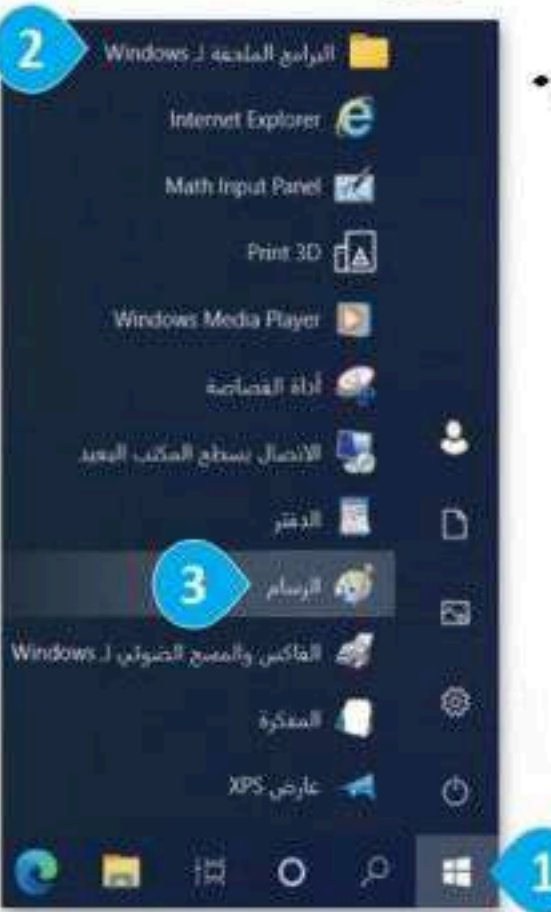 2
البرامج الملحقة لـ Windows
Internet Explorer
Math Input Panel
Print 3D
Windows Media Player
أداة القصاصة
الاتصال بسطح المكتب البعيد
الدفتر
3
الرسام
الفاكس والمسح الضوئي لـ Windows
المفكرة
عارض XPS
1